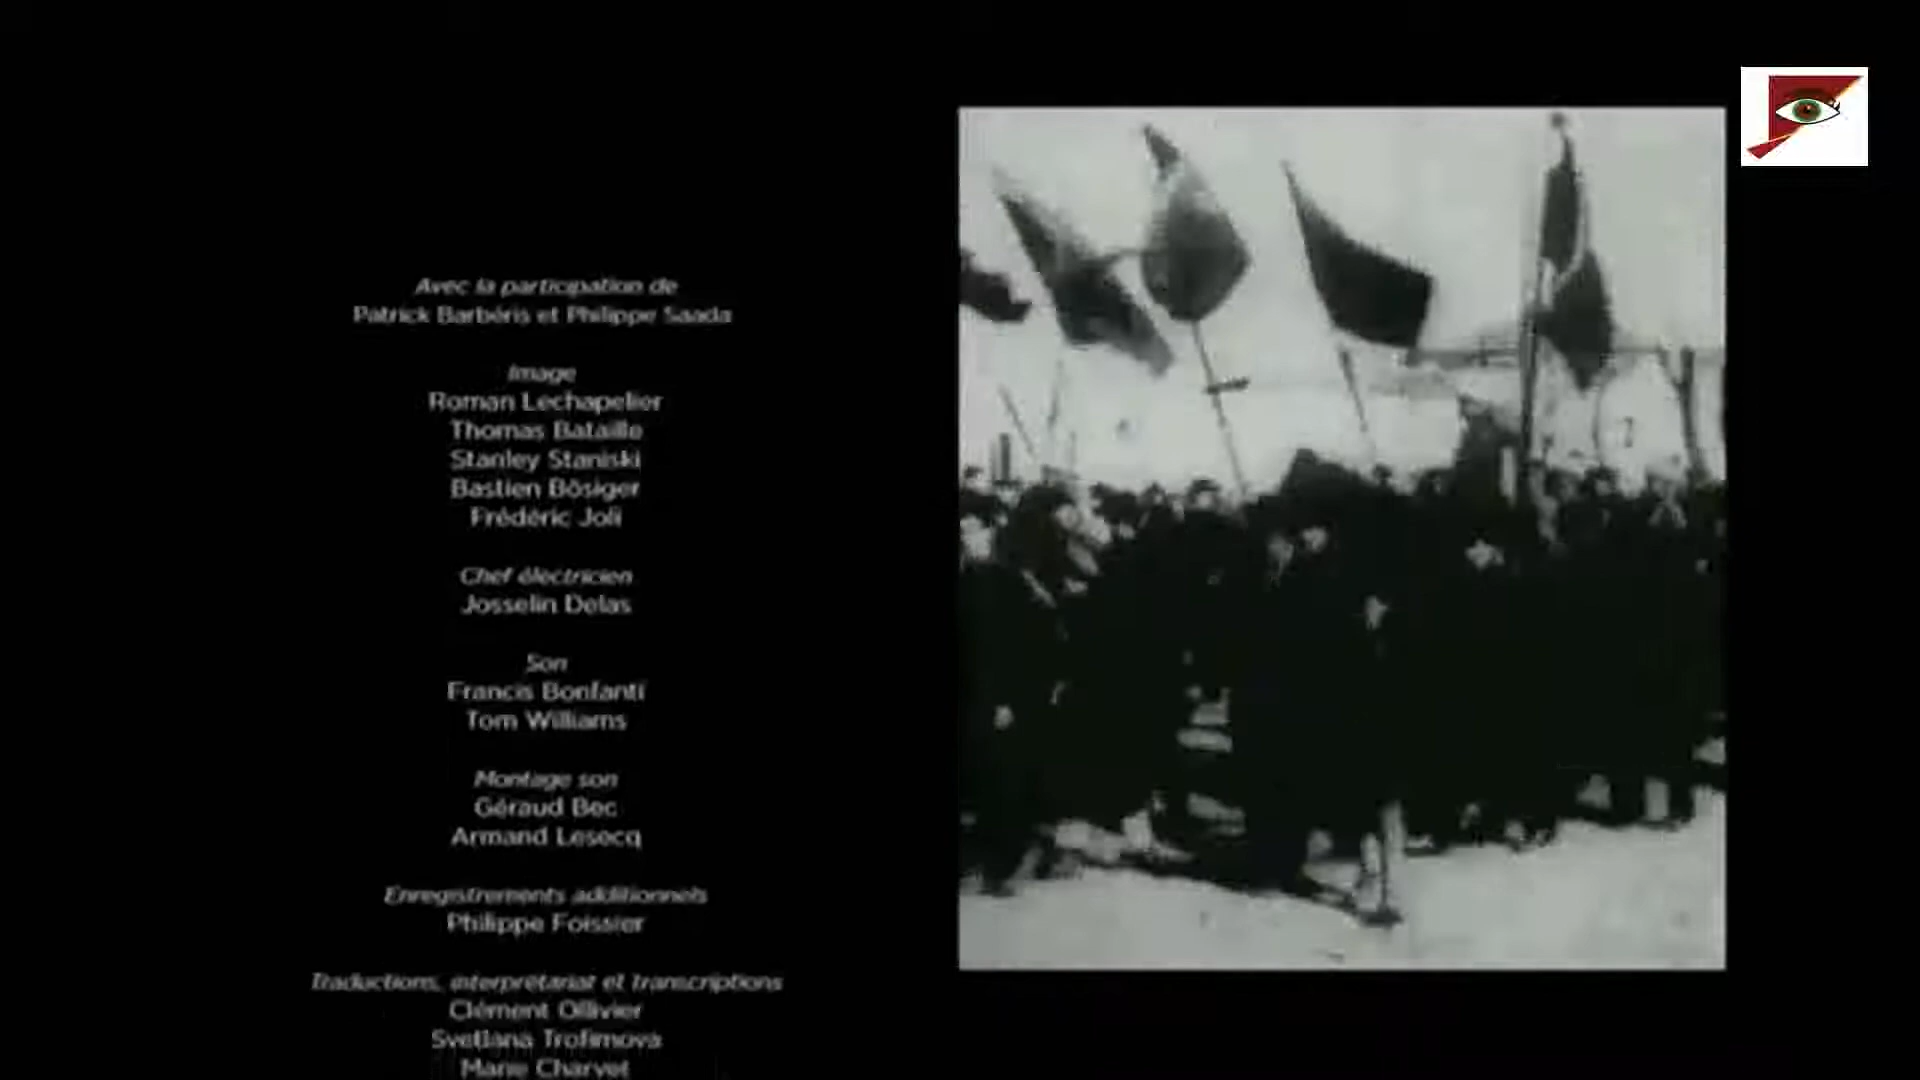 Avec la participation de
Patrick Barbéris et Philippe Saada
Image
Roman Lechapelier
Thomas Bataille
Stanley Staniski
Bastien Bösiger
Frédéric Joli
Chef électricien
Josselin Delas
Son
Francis Bonfanti
Tom Williams
Montage son
Géraud Bec
Armand Lesecq
Enregistrements additionnels
Philippe Foissier
Traductions, interprétariat et transcriptions
Clément Ollivier
Svetlana Trofimova
Marie Charvet